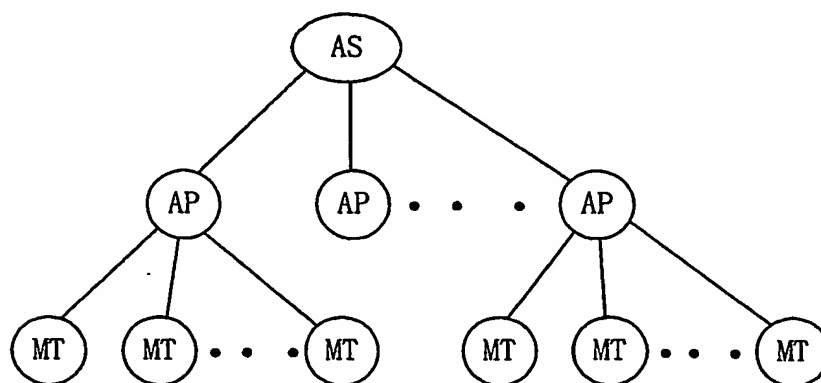 AS
AP AP • • • AP
MT MT • • • MT MT MT • • • MT